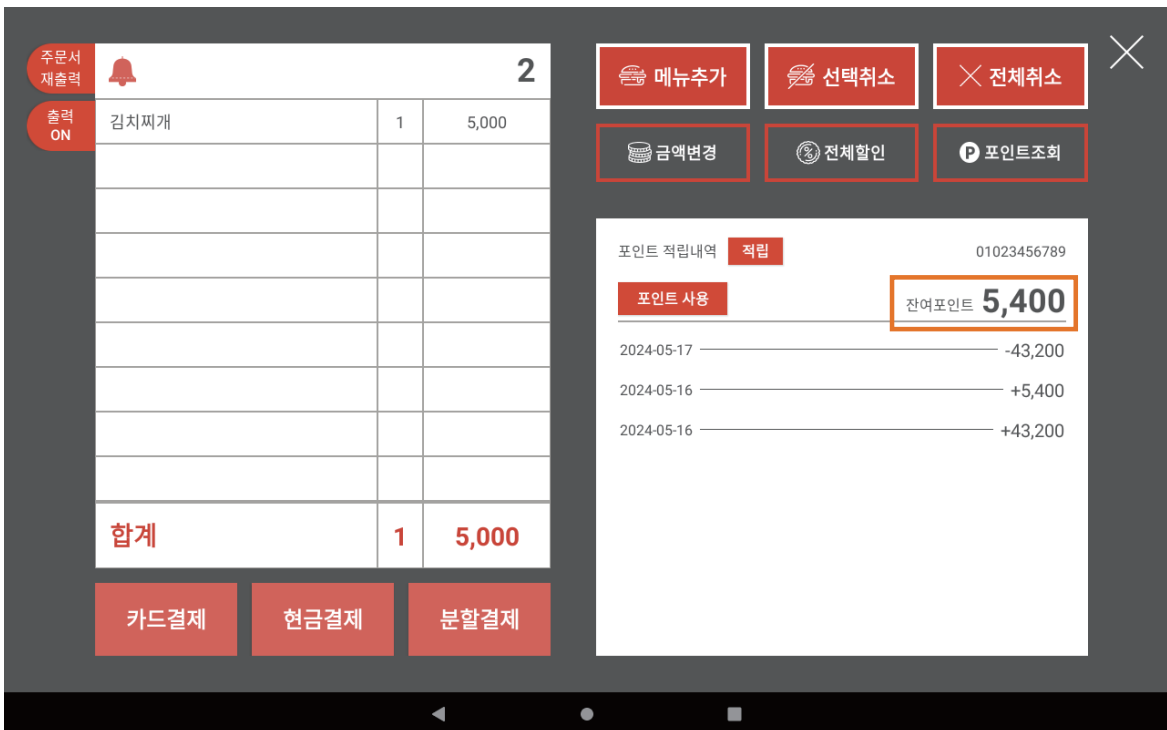 주문서
재출력
출력
ON
2
김치찌개 1 5,000
합계 1 5,000
카드결제 현금결제 분할결제
메뉴추가 선택취소 전체취소
금액변경 전체할인 P 포인트조회
포인트 적립내역 적립 01023456789
포인트 사용 잔여포인트 5,400
2024-05-17 -43,200
2024-05-16 +5,400
2024-05-16 +43,200